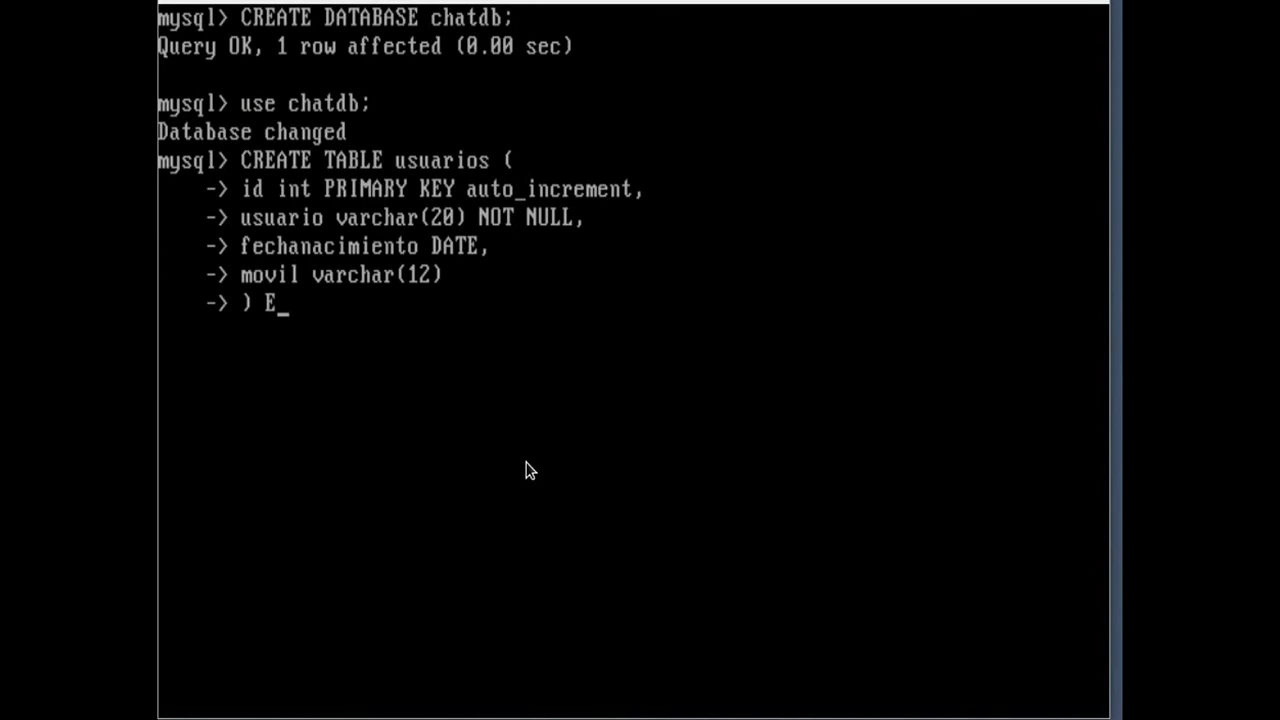 mysql> CREATE DATABASE chatdb;
Query OK, 1 row affected (0.00 sec)
mysql> use chatdb;
Database changed
mysql> CREATE TABLE usuarios (
-> id int PRIMARY KEY auto_increment,
-> usuario varchar(20) NOT NULL,
-> fechanacimiento DATE,
-> movil varchar(12)
-> ) E_